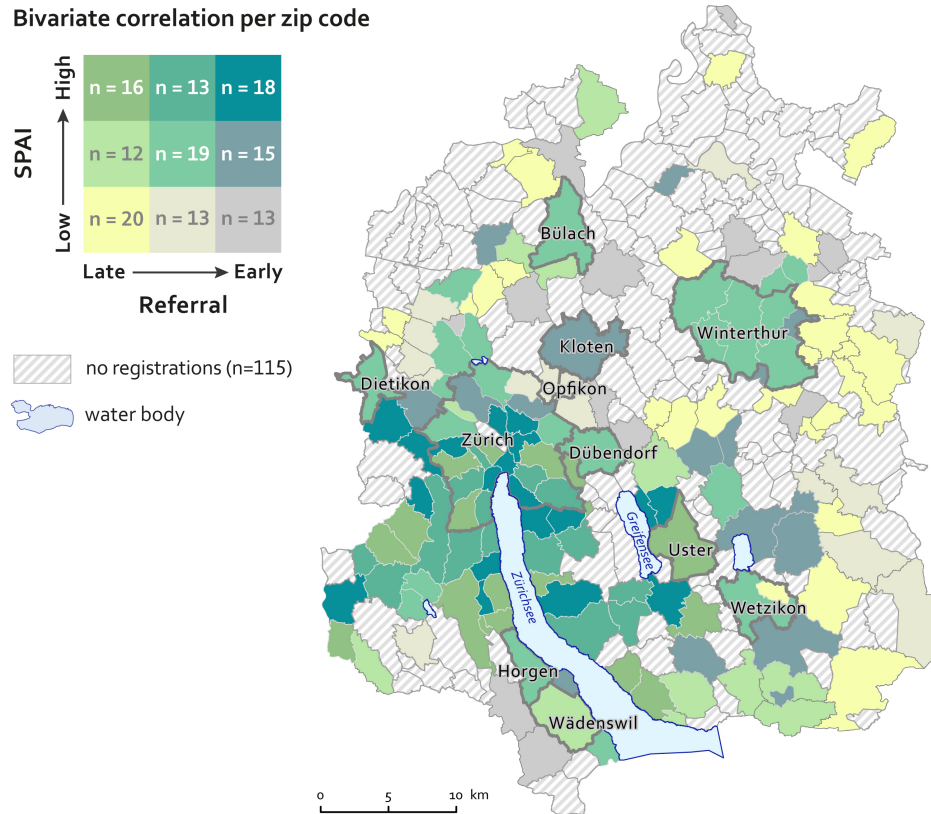 Bivariate correlation per zip code
SPAI
High
Low
n = 16 n = 13 n = 18
n = 12 n = 19 n = 15
n = 20 n = 13 n = 13
Late Early
Referral
no registrations (n=115)
water body
Bülach
Winterthur
Kloten
Dietikon
Opfikon
Zürich
Dübendorf
Greifensee
Uster
Zürichsee
Wetzikon
Horgen
Wädenswil
0 5 10 km